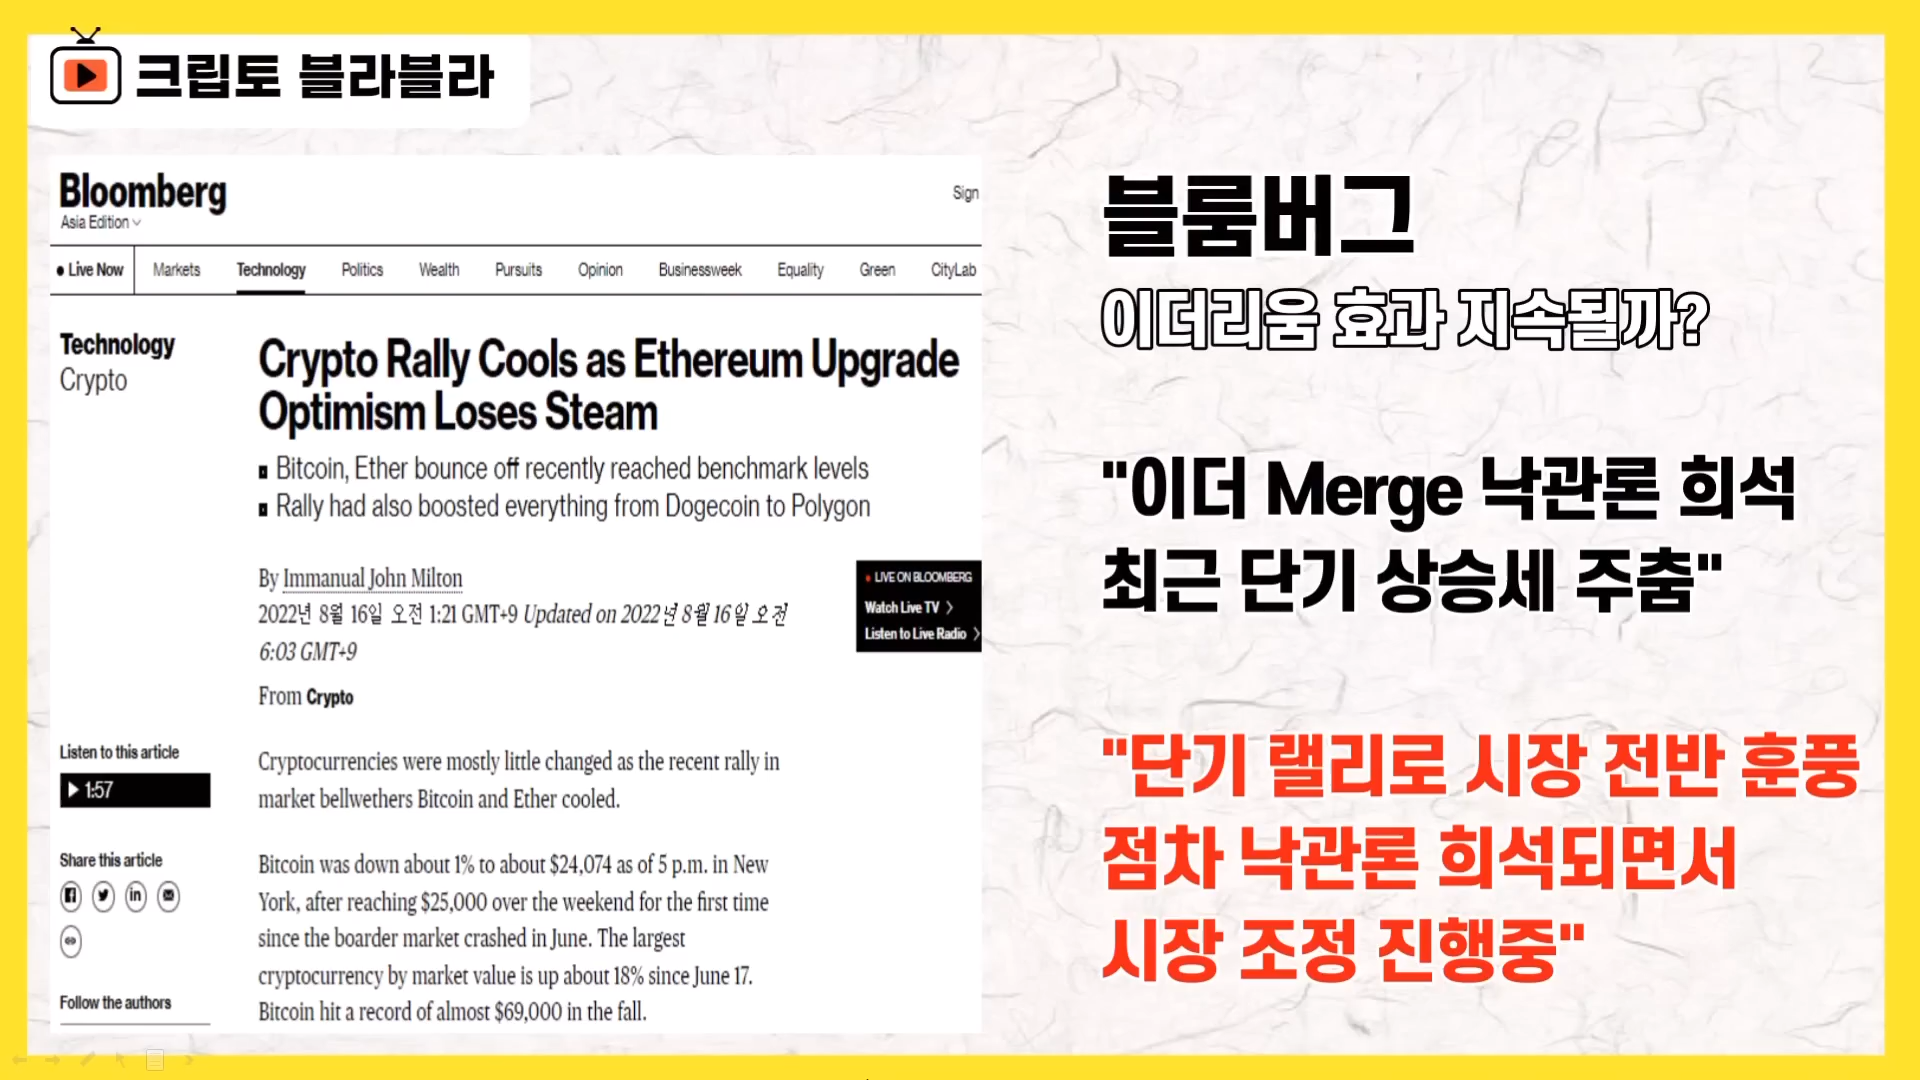 크립토 블라블라
Bloomberg
Asia Edition
Sign
Live Now Markets Technology Politics Wealth Pursuits Opinion Businessweek Equality Green CityLab
Technology
Crypto
Crypto Rally Cools as Ethereum Upgrade
Optimism Loses Steam
Bitcoin, Ether bounce off recently reached benchmark levels
Rally had also boosted everything from Dogecoin to Polygon
By Immanual John Milton
2022년 8월 16일 오전 1:21 GMT+9 Updated on 2022년 8월 16일 오전
6:03 GMT+9
From Crypto
LIVE ON BLOOMBERG
Watch Live TV
Listen to Live Radio
Listen to this article
1:57
Share this article
Follow the authors
Cryptocurrencies were mostly little changed as the recent rally in
market bellwethers Bitcoin and Ether cooled.
Bitcoin was down about 1% to about $24,074 as of 5 p.m. in New
York, after reaching $25,000 over the weekend for the first time
since the boarder market crashed in June. The largest
cryptocurrency by market value is up about 18% since June 17.
Bitcoin hit a record of almost $69,000 in the fall.
블룸버그
이더리움 효과 지속될까?
"이더 Merge 낙관론 희석
최근 단기 상승세 주춤"
"단기 랠리로 시장 전반 훈풍
점차 낙관론 희석되면서
시장 조정 진행중"